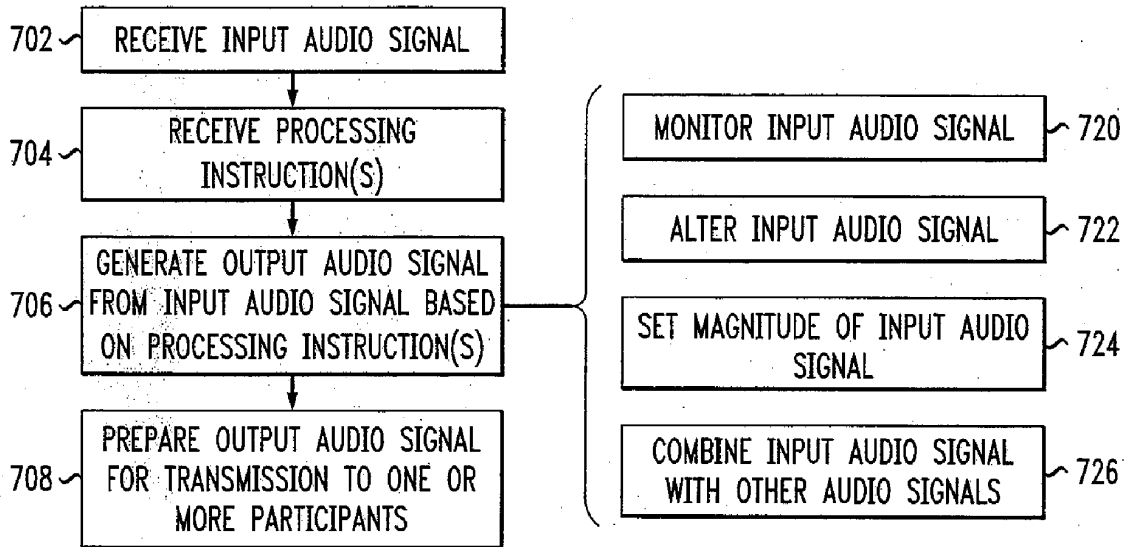 702
RECEIVE INPUT AUDIO SIGNAL
704
RECEIVE PROCESSING
INSTRUCTION(S)
706
GENERATE OUTPUT AUDIO SIGNAL
FROM INPUT AUDIO SIGNAL BASED
ON PROCESSING INSTRUCTION(S)
708
PREPARE OUTPUT AUDIO SIGNAL
FOR TRANSMISSION TO ONE OR
MORE PARTICIPANTS
MONITOR INPUT AUDIO SIGNAL
720
ALTER INPUT AUDIO SIGNAL
722
SET MAGNITUDE OF INPUT AUDIO
SIGNAL
724
COMBINE INPUT AUDIO SIGNAL
WITH OTHER AUDIO SIGNALS
726